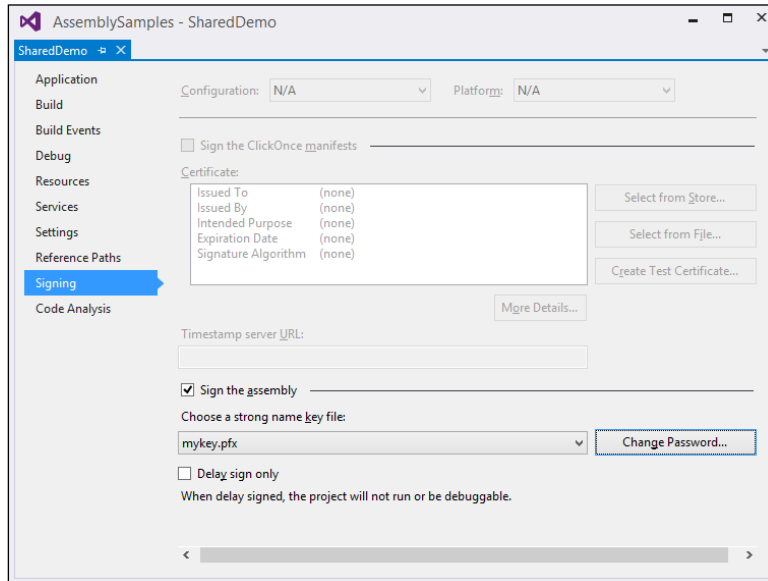 AssemblySamples - SharedDemo
SharedDemo
Application
Build
Build Events
Debug
Resources
Services
Settings
Reference Paths
Signing
Code Analysis
Configuration: N/A Platform: N/A
Sign the ClickOnce manifests
Certificate:
Issued To (none)
Issued By (none)
Intended Purpose (none)
Expiration Date (none)
Signature Algorithm (none)
Select from Store...
Select from File...
Create Test Certificate...
More Details...
Timestamp server URL:
Sign the assembly
Choose a strong name key file:
mykey.pfx
Change Password...
Delay sign only
When delay signed, the project will not run or be debuggable.